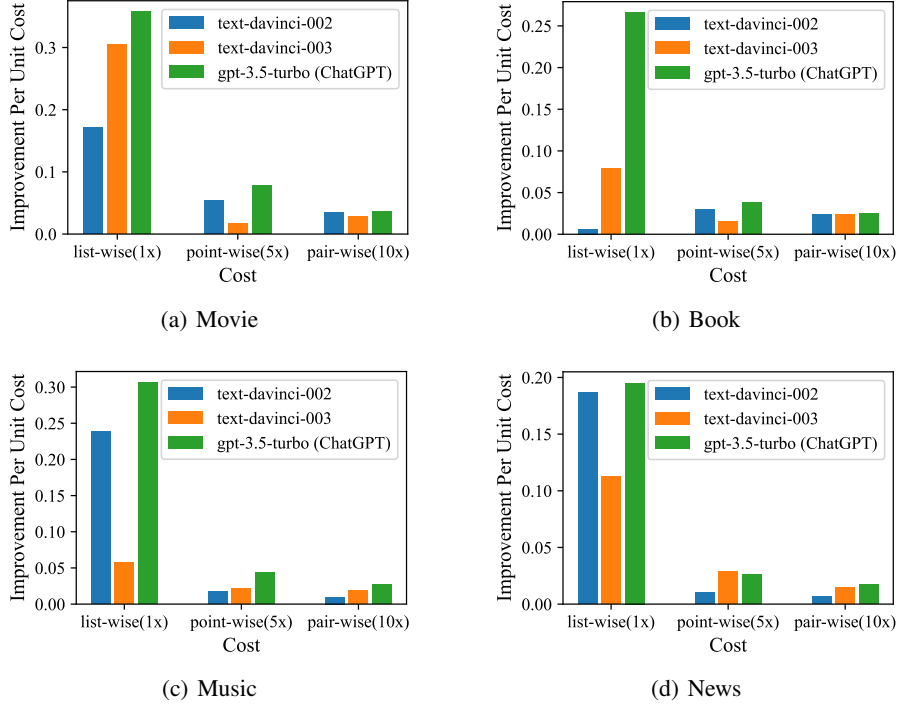 Improvement Per Unit Cost
0.3
0.2
0.1
0.0
text-davinci-002
text-davinci-003
gpt-3.5-turbo (ChatGPT)
list-wise(1x) point-wise(5x) pair-wise(10x)
Cost
(a) Movie
Improvement Per Unit Cost
0.25
0.20
0.15
0.10
0.05
0.00
text-davinci-002
text-davinci-003
gpt-3.5-turbo (ChatGPT)
list-wise(1x) point-wise(5x) pair-wise(10x)
Cost
(b) Book
Improvement Per Unit Cost
0.30
0.25
0.20
0.15
0.10
0.05
0.00
text-davinci-002
text-davinci-003
gpt-3.5-turbo (ChatGPT)
list-wise(1x) point-wise(5x) pair-wise(10x)
Cost
(c) Music
Improvement Per Unit Cost
0.20
0.15
0.10
0.05
0.00
text-davinci-002
text-davinci-003
gpt-3.5-turbo (ChatGPT)
list-wise(1x) point-wise(5x) pair-wise(10x)
Cost
(d) News